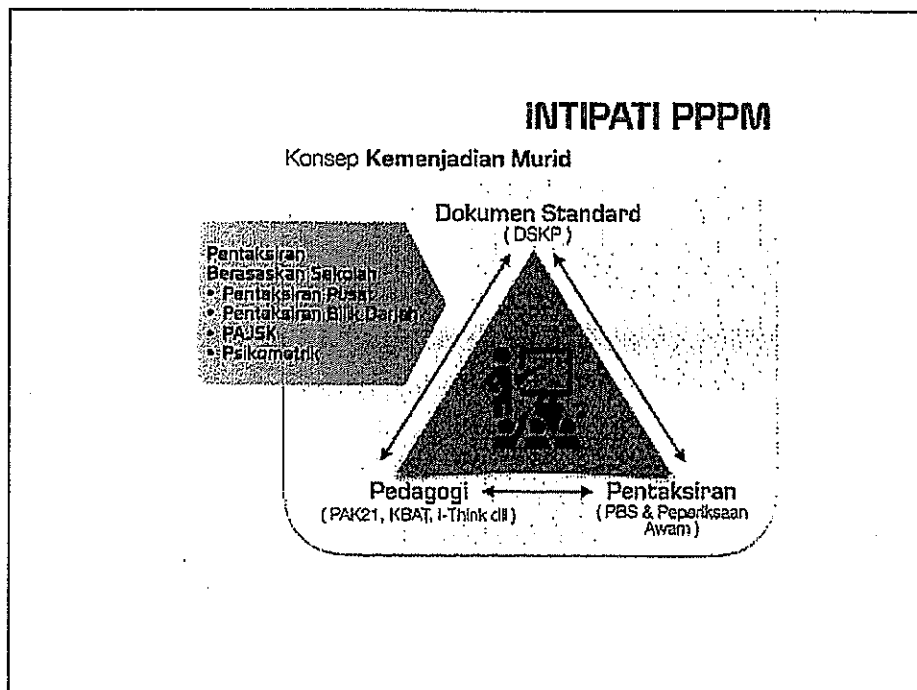 INTIPATI PPPM
Konsep Kemenjadian Murid
Dokumen Standard
( DSKP )
Pentaksiran
Berasaskan Sekolah
• Pentaksiran Pusat
• Pentaksiran Bilik Darjah
• PAJSK
• Psikometrik
Pedagogi
( PAK21, KBAT, i-Think dll )
Pentaksiran
( PBS & Peperiksaan
Awam )